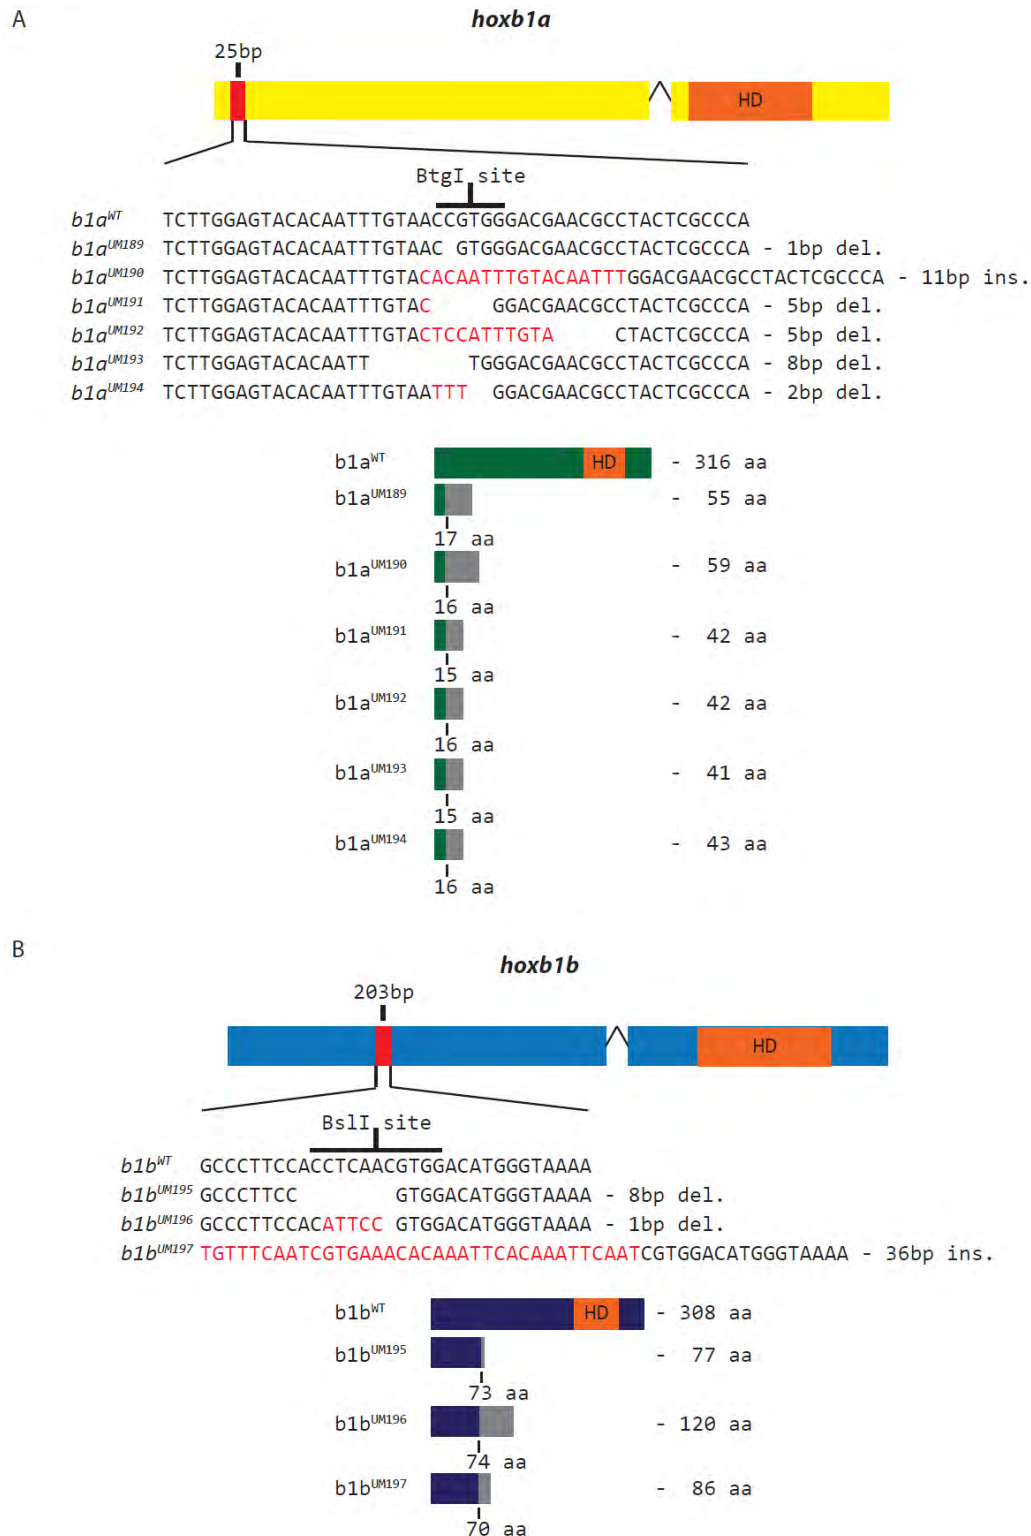 A
hoxb1a
25bp
HD
BtgI site
b1aWT TCTTGGAGTACACAATTTGTAACCGTGGGACGAACGCCTACTCGCCCA
b1aUM189 TCTTGGAGTACACAATTTGTAAC GTGGGACGAACGCCTACTCGCCCA - 1bp del.
b1aUM190 TCTTGGAGTACACAATTTGTACACAATTTGTACAATTTGGACGAACGCCTACTCGCCCA - 11bp ins.
b1aUM191 TCTTGGAGTACACAATTTGTAC GGACGAACGCCTACTCGCCCA - 5bp del.
b1aUM192 TCTTGGAGTACACAATTTGTACTCCATTTGTA CTACTCGCCCA - 5bp del.
b1aUM193 TCTTGGAGTACACAATT TGGGACGAACGCCTACTCGCCCA - 8bp del.
b1aUM194 TCTTGGAGTACACAATTTGTAATTT GGACGAACGCCTACTCGCCCA - 2bp del.
b1aWT HD - 316 aa
b1aUM189 - 55 aa
17 aa
b1aUM190 - 59 aa
16 aa
b1aUM191 - 42 aa
15 aa
b1aUM192 - 42 aa
16 aa
b1aUM193 - 41 aa
15 aa
b1aUM194 - 43 aa
16 aa
B
hoxb1b
203bp
HD
BslI site
b1bWT GCCCTTCCACCTCAACGTGGACATGGGTAAAA
b1bUM195 GCCCTTCC GTGGACATGGGTAAAA - 8bp del.
b1bUM196 GCCCTTCCACATTCC GTGGACATGGGTAAAA - 1bp del.
b1bUM197 TGTTTCAATCGTGAAACACAAATTCACAAATTCAATCGTGGACATGGGTAAAA - 36bp ins.
b1bWT HD - 308 aa
b1bUM195 - 77 aa
73 aa
b1bUM196 - 120 aa
74 aa
b1bUM197 - 86 aa
70 aa